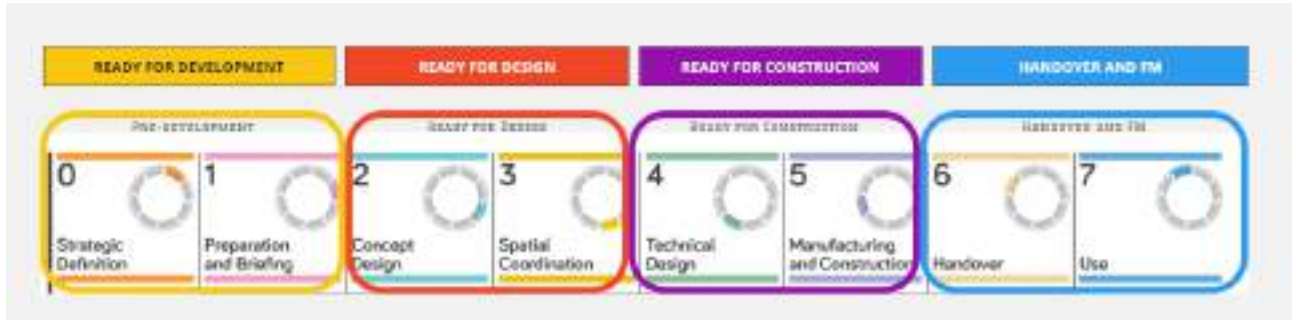 READY FOR DEVELOPMENT
READY FOR DESIGN
READY FOR CONSTRUCTION
HANDOVER AND FM
PRE-DEVELOPMENT
READY FOR DESIGN
READY FOR CONSTRUCTION
HANDOVER AND FM
0
Strategic
Definition
1
Preparation
and Briefing
2
Concept
Design
3
Spatial
Coordination
4
Technical
Design
5
Manufacturing
and Construction
6
Handover
7
Use